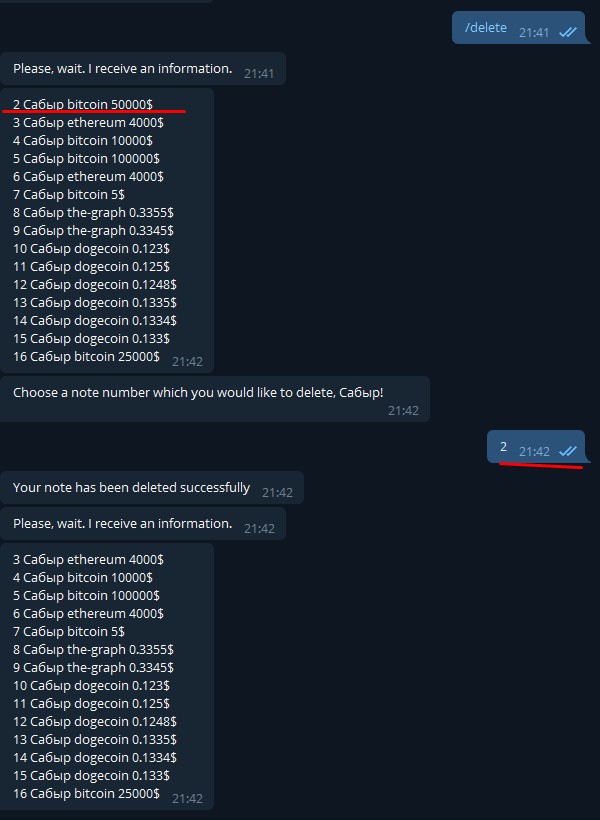 /delete 21:41
Please, wait. I receive an information. 21:41
2 Сабыр bitcoin 50000$
3 Сабыр ethereum 4000$
4 Сабыр bitcoin 10000$
5 Сабыр bitcoin 100000$
6 Сабыр ethereum 4000$
7 Сабыр bitcoin 5$
8 Сабыр the-graph 0.3355$
9 Сабыр the-graph 0.3345$
10 Сабыр dogecoin 0.123$
11 Сабыр dogecoin 0.125$
12 Сабыр dogecoin 0.1248$
13 Сабыр dogecoin 0.1335$
14 Сабыр dogecoin 0.1334$
15 Сабыр dogecoin 0.133$
16 Сабыр bitcoin 25000$ 21:42
Choose a note number which you would like to delete, Сабыр!
21:42
2 21:42
Your note has been deleted successfully 21:42
Please, wait. I receive an information. 21:42
3 Сабыр ethereum 4000$
4 Сабыр bitcoin 10000$
5 Сабыр bitcoin 100000$
6 Сабыр ethereum 4000$
7 Сабыр bitcoin 5$
8 Сабыр the-graph 0.3355$
9 Сабыр the-graph 0.3345$
10 Сабыр dogecoin 0.123$
11 Сабыр dogecoin 0.125$
12 Сабыр dogecoin 0.1248$
13 Сабыр dogecoin 0.1335$
14 Сабыр dogecoin 0.1334$
15 Сабыр dogecoin 0.133$
16 Сабыр bitcoin 25000$ 21:42